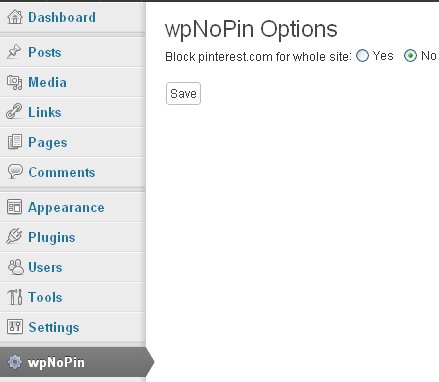 Dashboard
Posts
Media
Links
Pages
Comments
Appearance
Plugins
Users
Tools
Settings
wpNoPin
wpNoPin Options
Block pinterest.com for whole site: Yes No
Save